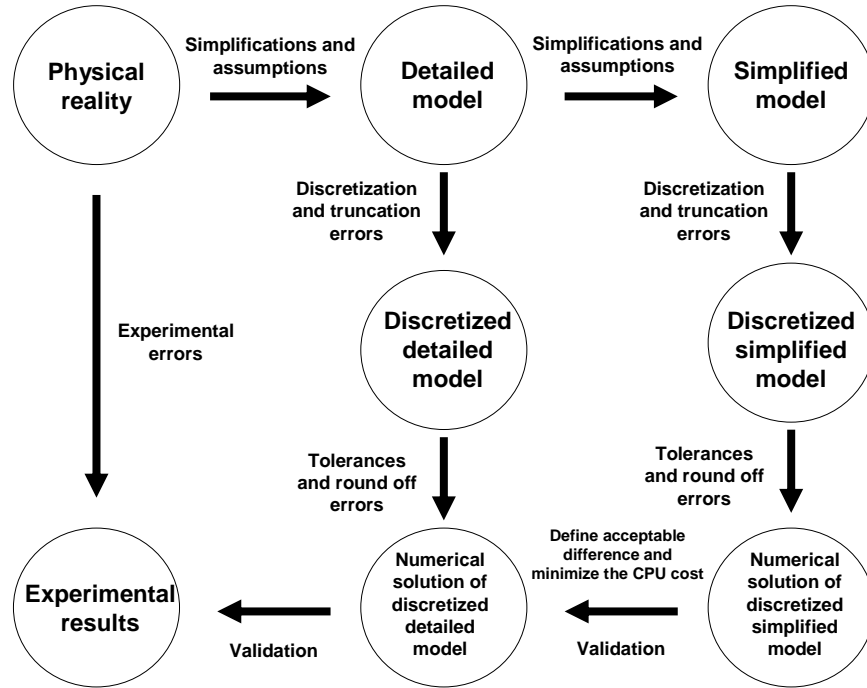 Physical
reality
Simplifications and
assumptions
Detailed
model
Simplifications and
assumptions
Simplified
model
Discretization
and truncation
errors
Discretization
and truncation
errors
Experimental
errors
Discretized
detailed
model
Discretized
simplified
model
Tolerances
and round off
errors
Tolerances
and round off
errors
Experimental
results
Validation
Numerical
solution of
discretized
detailed
model
Define acceptable
difference and
minimize the CPU cost
Validation
Numerical
solution of
discretized
simplified
model